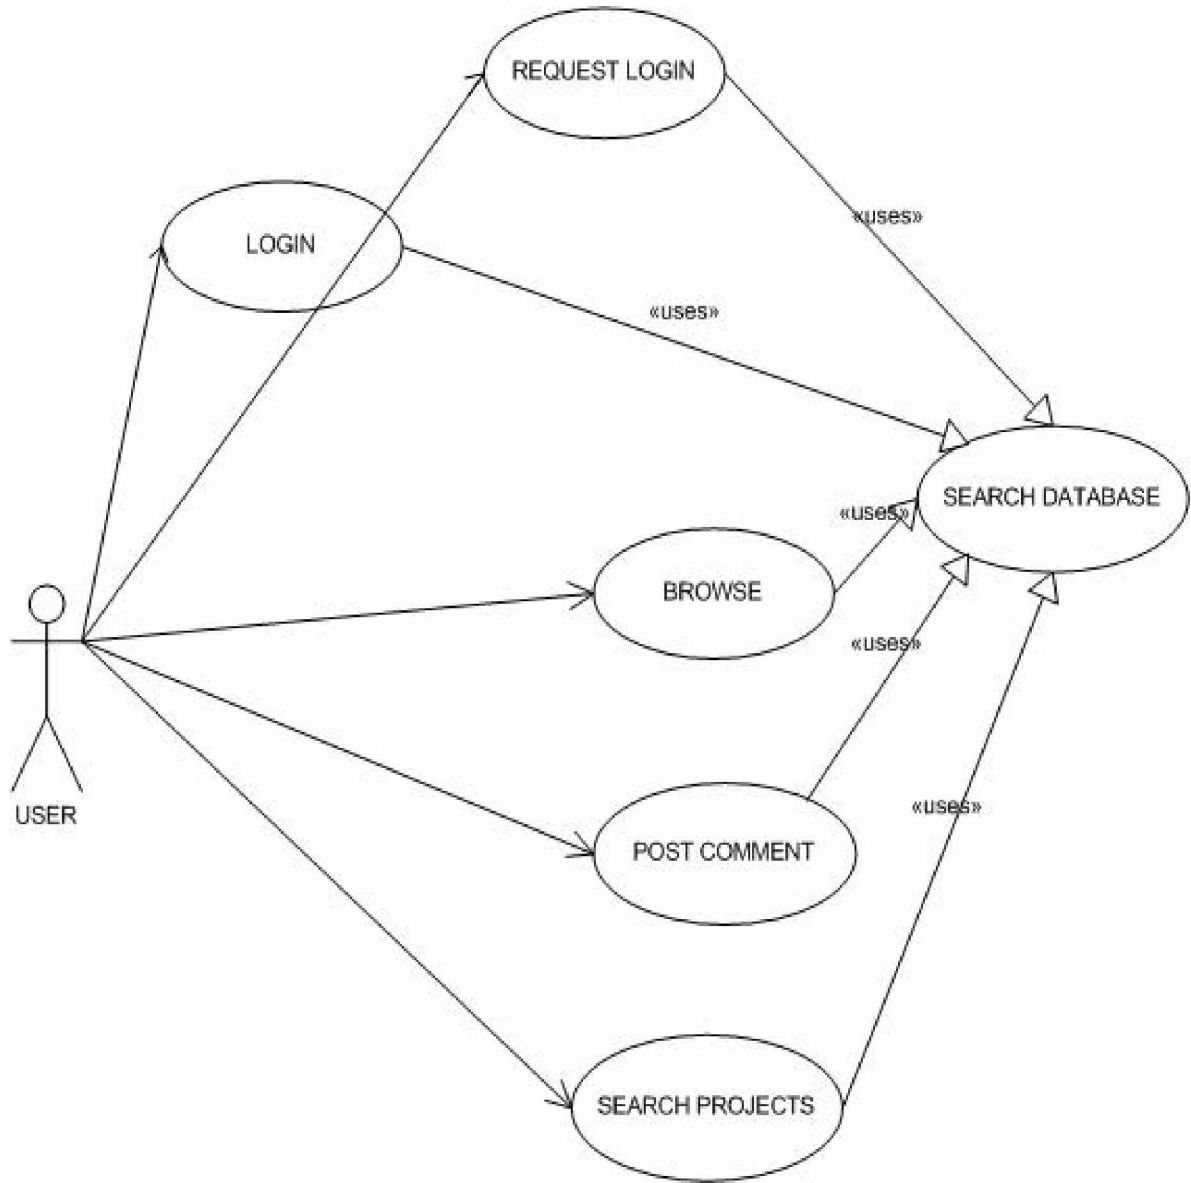 REQUEST LOGIN
«uses»
LOGIN
«uses»
SEARCH DATABASE
«uses»
BROWSE
«uses»
USER
«uses»
POST COMMENT
SEARCH PROJECTS